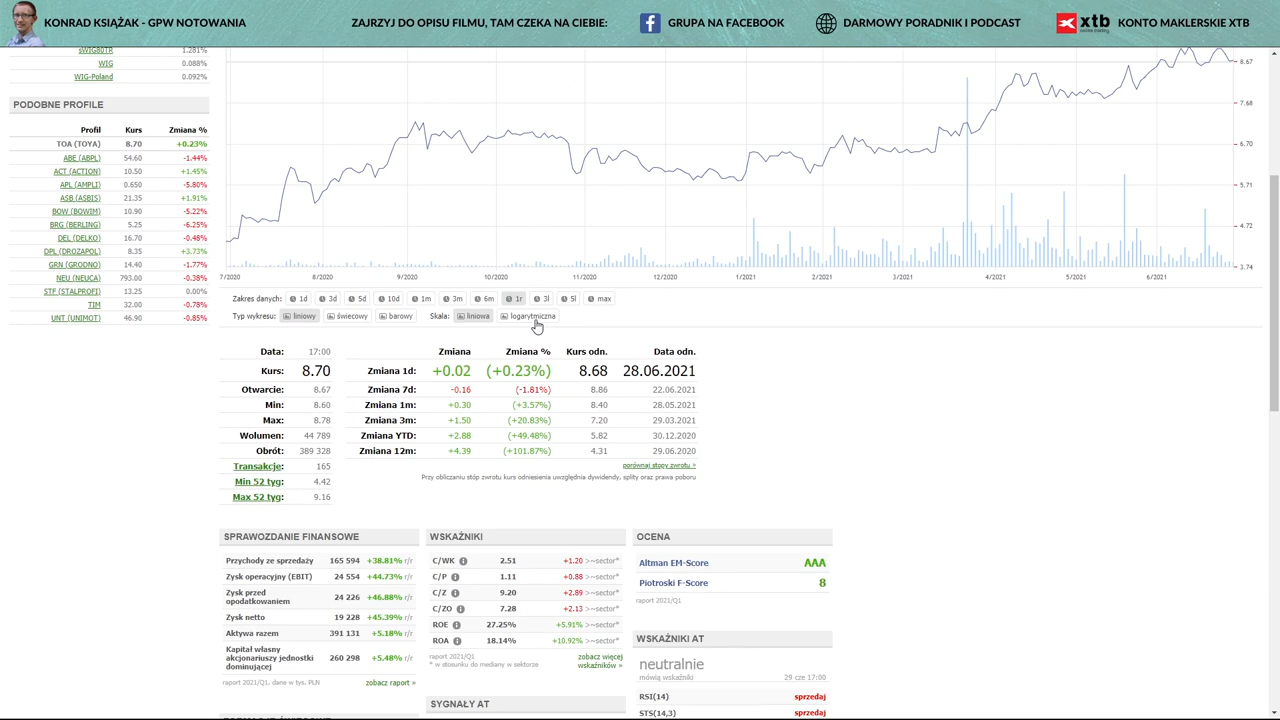 KONRAD KSIĄŻAK - GPW NOTOWANIA
ZAJRZYJ DO OPISU FILMU, TAM CZEKA NA CIEBIE:
GRUPA NA FACEBOOK
DARMOWY PORADNIK I PODCAST
xtb
online trading
KONTO MAKLERSKIE XTB
sWIG80TR 1.281%
WIG 0.088%
WIG-Poland 0.092%
PODOBNE PROFILE
Profil Kurs Zmiana %
TOA (TOYA) 8.70 +0.23%
ABE (ABPL) 54.60 -1.44%
ACT (ACTION) 10.50 +1.45%
APL (AMPLI) 0.650 -5.80%
ASB (ASBIS) 21.35 +1.91%
BOW (BOWIM) 10.90 -5.22%
BRG (BERLING) 5.25 -6.25%
DEL (DELKO) 16.70 -0.48%
DPL (DROZAPOL) 8.35 +3.73%
GRN (GRODNO) 14.40 -1.77%
NEU (NEUCA) 793.00 -0.38%
STF (STALPROFI) 13.25 0.00%
TIM 32.00 -0.78%
UNT (UNIMOT) 46.90 -0.85%
8.67
7.68
6.70
5.71
4.72
3.74
7/2020 8/2020 9/2020 10/2020 11/2020 12/2020 1/2021 2/2021 3/2021 4/2021 5/2021 6/2021
Zakres danych: 1d 3d 5d 10d 1m 3m 6m 1r 3l 5l max
Typ wykresu: liniowy świecowy barowy Skala: liniowa logarytmiczna
Data: 17:00
Kurs: 8.70
Otwarcie: 8.67
Min: 8.60
Max: 8.78
Wolumen: 44 789
Obrót: 389 328
Transakcje: 165
Min 52 tyg: 4.42
Max 52 tyg: 9.16
Zmiana Zmiana % Kurs odn. Data odn.
Zmiana 1d: +0.02 (+0.23%) 8.68 28.06.2021
Zmiana 7d: -0.16 (-1.81%) 8.86 22.06.2021
Zmiana 1m: +0.30 (+3.57%) 8.40 28.05.2021
Zmiana 3m: +1.50 (+20.83%) 7.20 29.03.2021
Zmiana YTD: +2.88 (+49.48%) 5.82 30.12.2020
Zmiana 12m: +4.39 (+101.87%) 4.31 29.06.2020
porównaj stopy zwrotu »
Przy obliczaniu stóp zwrotu kurs odniesienia uwzględnia dywidendy, splity oraz prawa poboru
SPRAWOZDANIE FINANSOWE
Przychody ze sprzedaży 165 594 +38.81% r/r
Zysk operacyjny (EBIT) 24 554 +44.73% r/r
Zysk przed
opodatkowaniem 24 226 +46.88% r/r
Zysk netto 19 228 +45.39% r/r
Aktywa razem 391 131 +5.18% r/r
Kapitał własny
akcjonariuszy jednostki
dominującej 260 298 +5.48% r/r
raport 2021/Q1, dane w tys. PLN zobacz raport »
WSKAŹNIKI
C/WK 2.51 +1.20 >~sector*
C/P 1.11 +0.88 >~sector*
C/Z 9.20 +2.89 >~sector*
C/ZO 7.28 +2.13 >~sector*
ROE 27.25% +5.91% >~sector*
ROA 18.14% +10.92% >~sector*
raport 2021/Q1
* w stosunku do mediany w sektorze
zobacz więcej
wskaźników »
SYGNAŁY AT
OCENA
Altman EM-Score AAA
Piotroski F-Score 8
raport 2021/Q1
WSKAŹNIKI AT
neutralnie
mówią wskaźniki 29 cze 17:00
RSI(14) sprzedaj
STS(14,3) sprzedaj